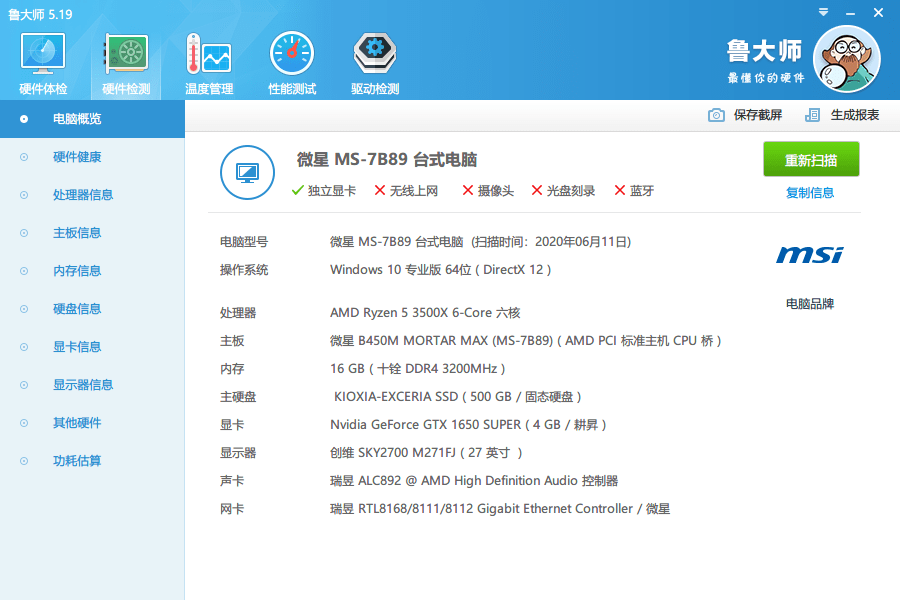 鲁大师 5.19
硬件体检 硬件检测 温度管理 性能测试 驱动检测
鲁大师
最懂你的硬件
保存截屏 生成报表
电脑概览
硬件健康
处理器信息
主板信息
内存信息
硬盘信息
显卡信息
显示器信息
其他硬件
功耗估算
微星 MS-7B89 台式电脑
独立显卡 无线上网 摄像头 光盘刻录 蓝牙
重新扫描
复制信息
电脑型号 微星 MS-7B89 台式电脑 (扫描时间：2020年06月11日)
操作系统 Windows 10 专业版 64位 ( DirectX 12 )
msi
电脑品牌
处理器 AMD Ryzen 5 3500X 6-Core 六核
主板 微星 B450M MORTAR MAX (MS-7B89) ( AMD PCI 标准主机 CPU 桥 )
内存 16 GB ( 十铨 DDR4 3200MHz )
主硬盘 KIOXIA-EXCERIA SSD ( 500 GB / 固态硬盘 )
显卡 Nvidia GeForce GTX 1650 SUPER ( 4 GB / 耕昇 )
显示器 创维 SKY2700 M271FJ ( 27 英寸 )
声卡 瑞昱 ALC892 @ AMD High Definition Audio 控制器
网卡 瑞昱 RTL8168/8111/8112 Gigabit Ethernet Controller / 微星